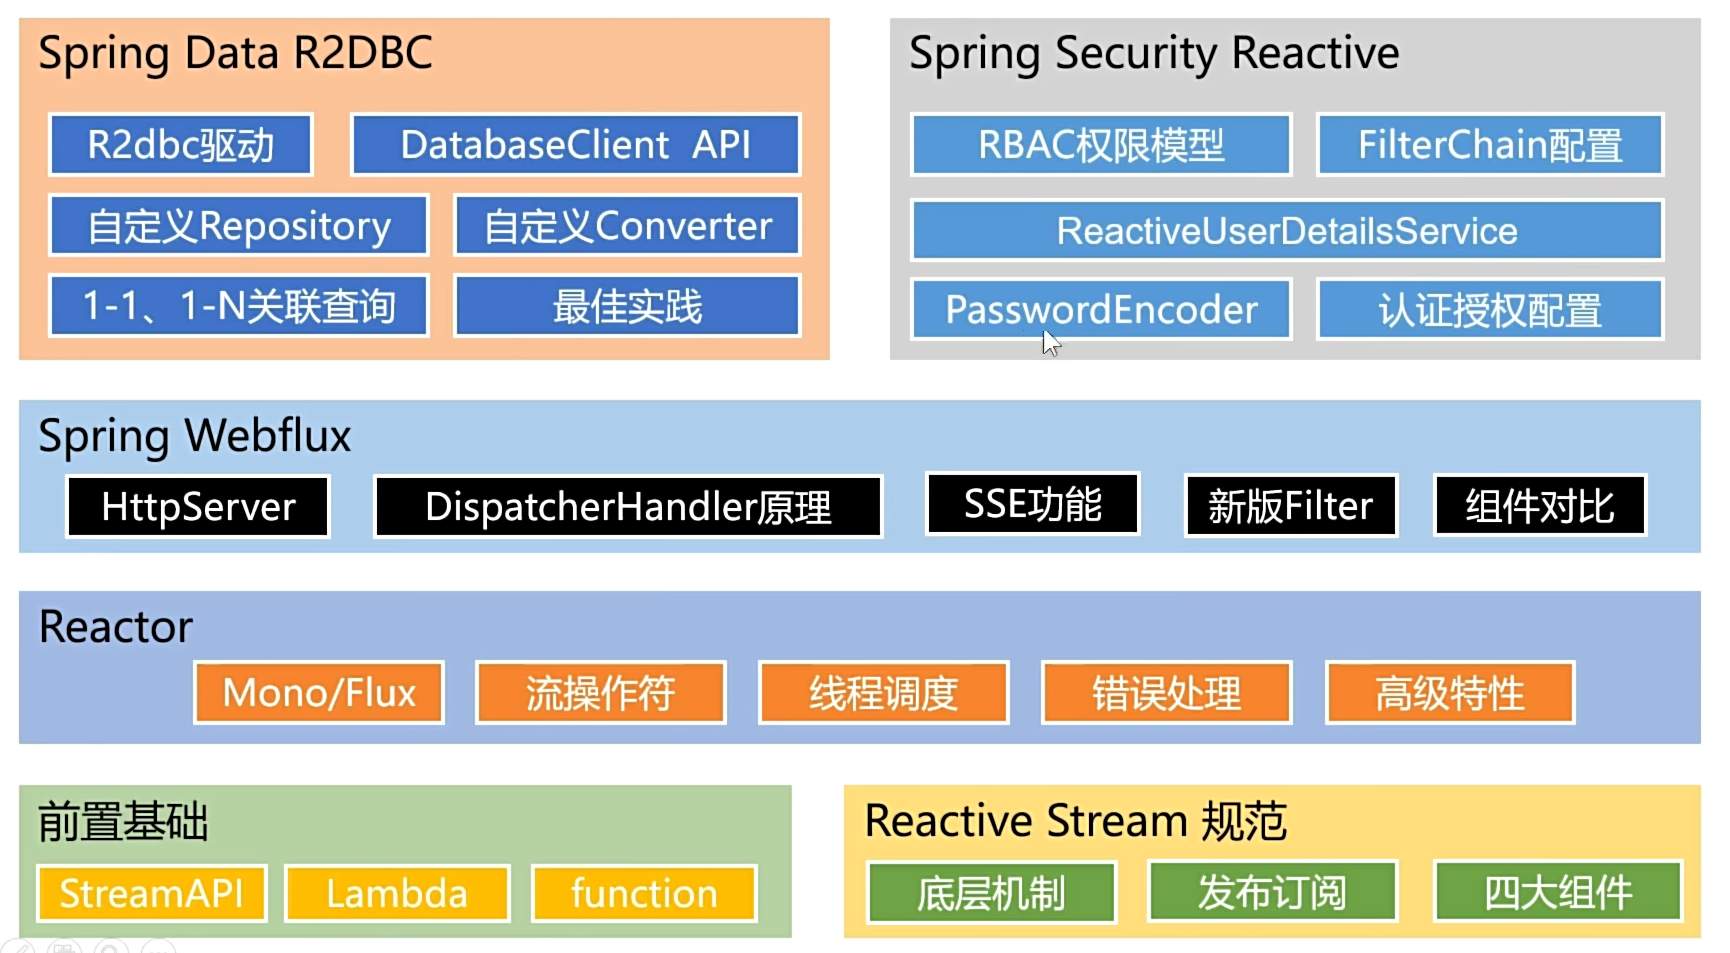 Spring Data R2DBC
R2dbc驱动
DatabaseClient API
自定义Repository
自定义Converter
1-1、1-N关联查询
最佳实践
Spring Security Reactive
RBAC权限模型
FilterChain配置
ReactiveUserDetailsService
PasswordEncoder
认证授权配置
Spring Webflux
HttpServer
DispatcherHandler原理
SSE功能
新版Filter
组件对比
Reactor
Mono/Flux
流操作符
线程调度
错误处理
高级特性
前置基础
StreamAPI
Lambda
function
Reactive Stream 规范
底层机制
发布订阅
四大组件